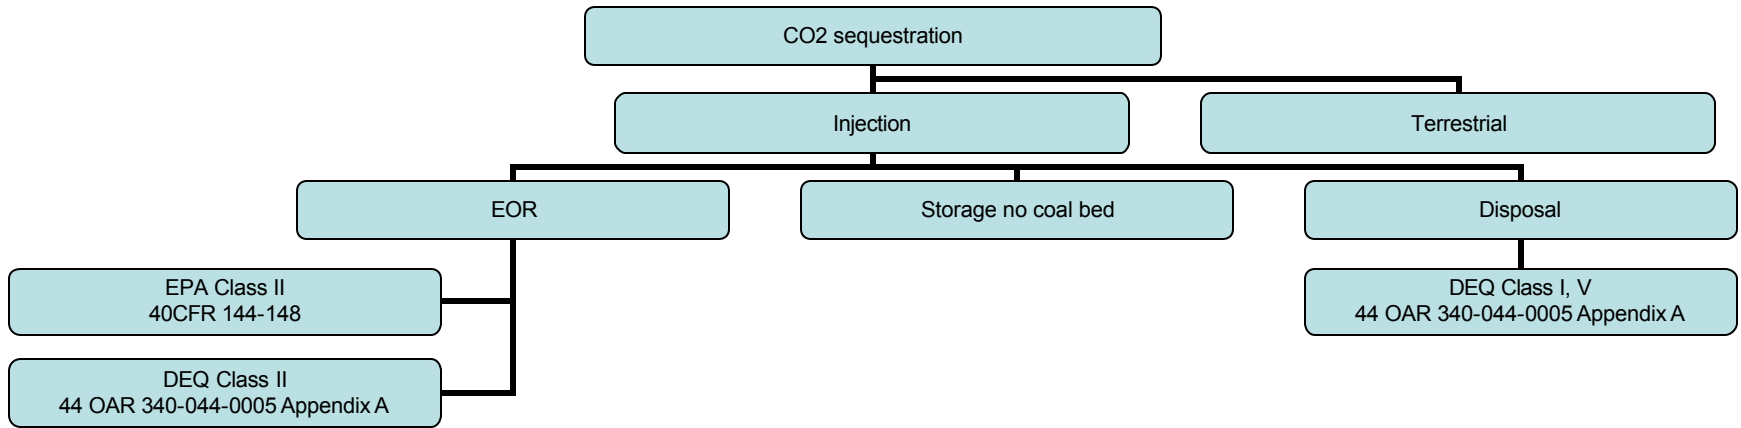 CO2 sequestration
Injection
Terrestrial
EOR
Storage no coal bed
Disposal
EPA Class II
40CFR 144-148
DEQ Class I, V
44 OAR 340-044-0005 Appendix A
DEQ Class II
44 OAR 340-044-0005 Appendix A